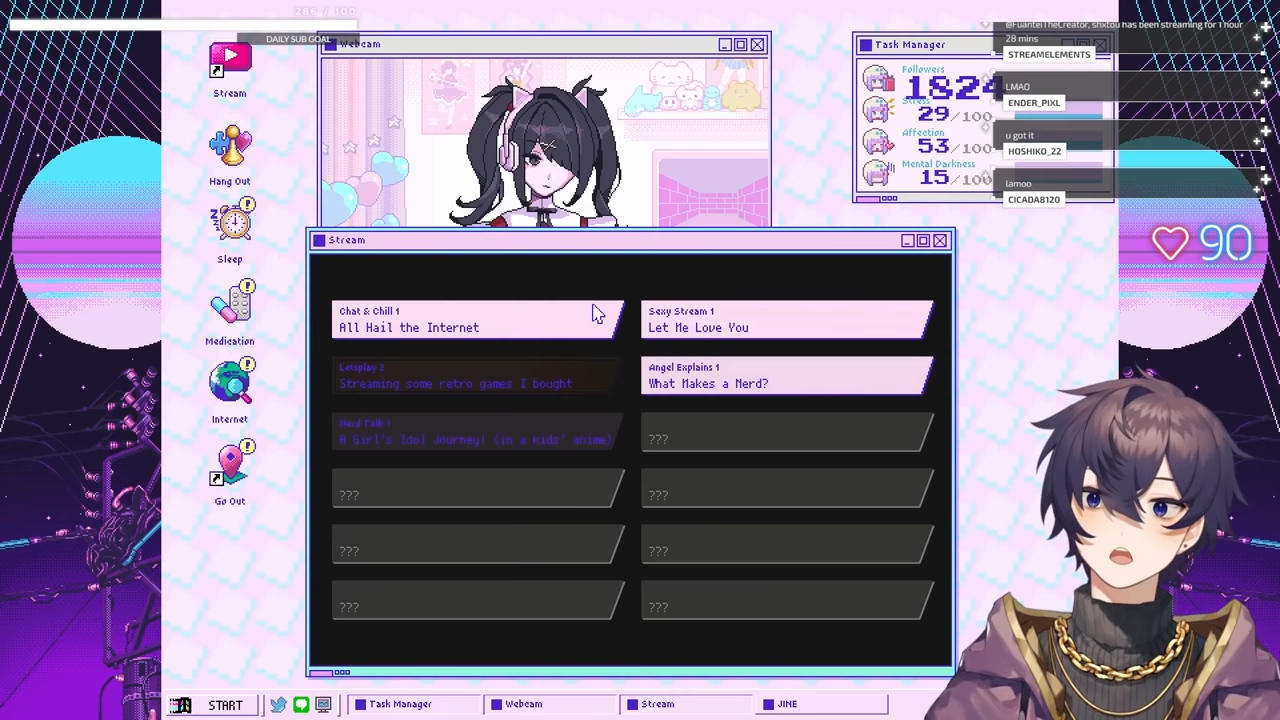 286 / 100
DAILY SUB GOAL
Stream
Hang Out
Sleep
Medication
Internet
Go Out
Webcam
Task Manager
Followers
1824
Stress
29/100
Affection
53/100
Mental Darkness
15/100
@FuanteiTheCreator, shxtou has been streaming for 1 hour
28 mins
STREAMELEMENTS
LMAO
ENDER_PIXL
u got it
HOSHIKO_22
lamoo
CICADA8120
90
Stream
Chat & Chill 1
All Hail the Internet
Sexy Stream 1
Let Me Love You
Letsplay 2
Streaming some retro games I bought
Angel Explains 1
What Makes a Nerd?
Nerd Talk 1
A Girl's Idol Journey! (in a kids' anime)
???
???
???
???
???
???
???
START
Task Manager
Webcam
Stream
JINE